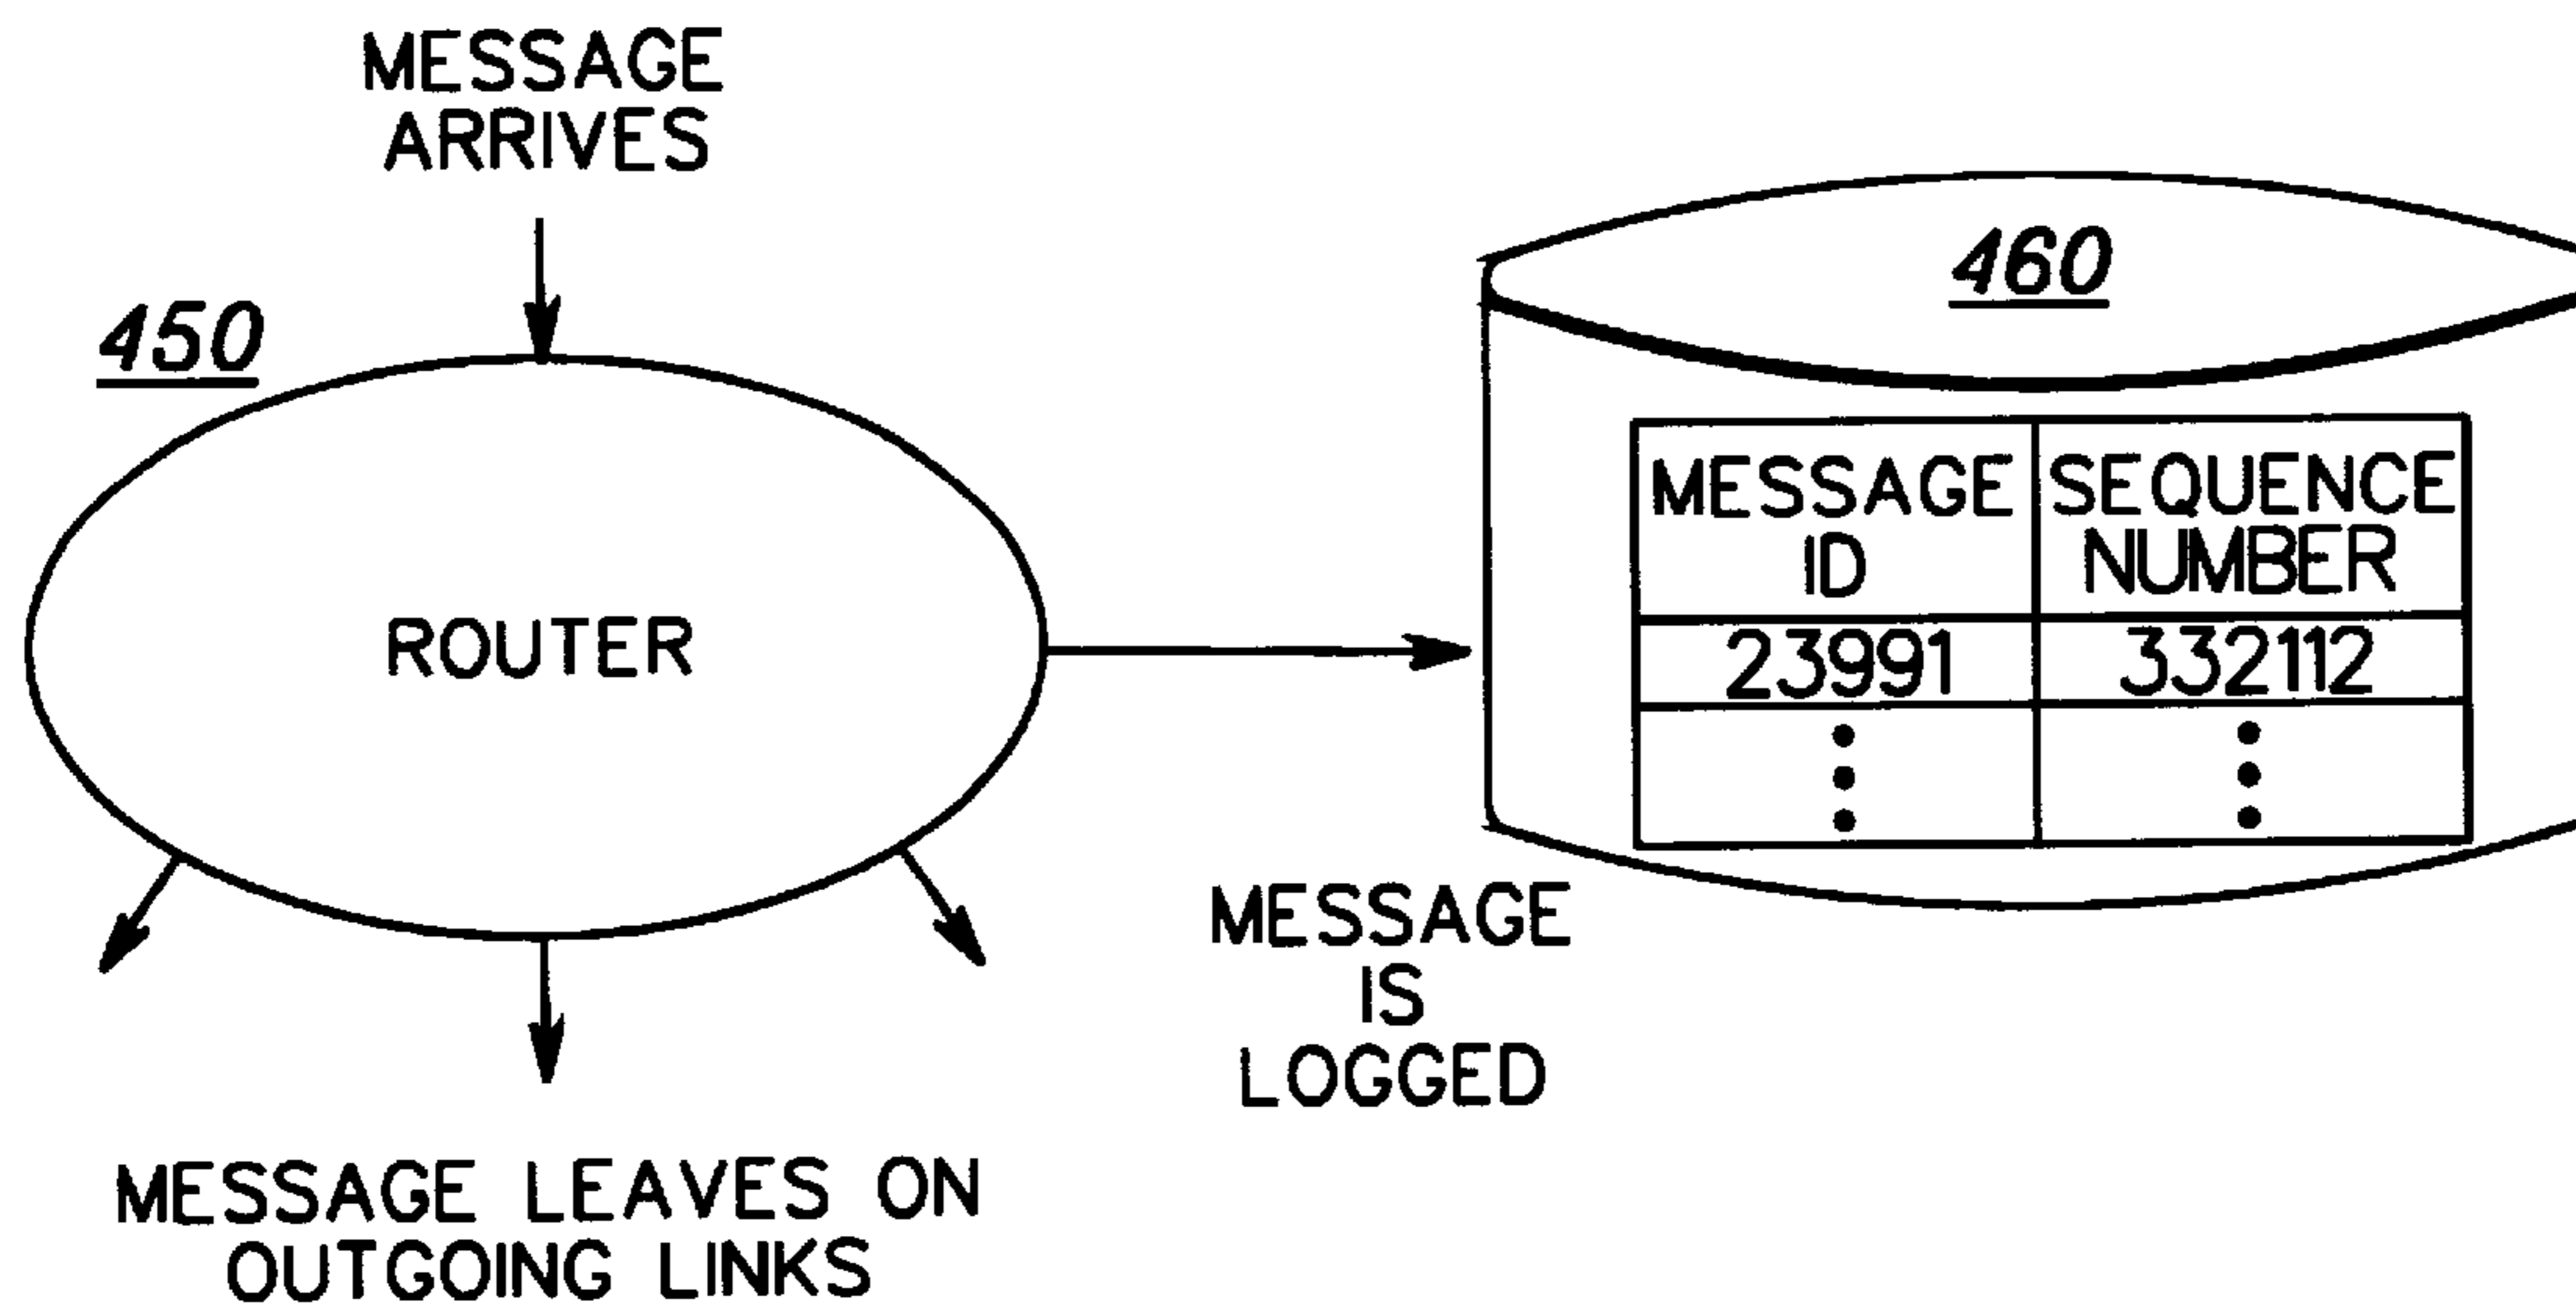 MESSAGE
ARRIVES
450
ROUTER
MESSAGE LEAVES ON
OUTGOING LINKS
MESSAGE
IS
LOGGED
460
MESSAGE ID
SEQUENCE NUMBER
23991
332112